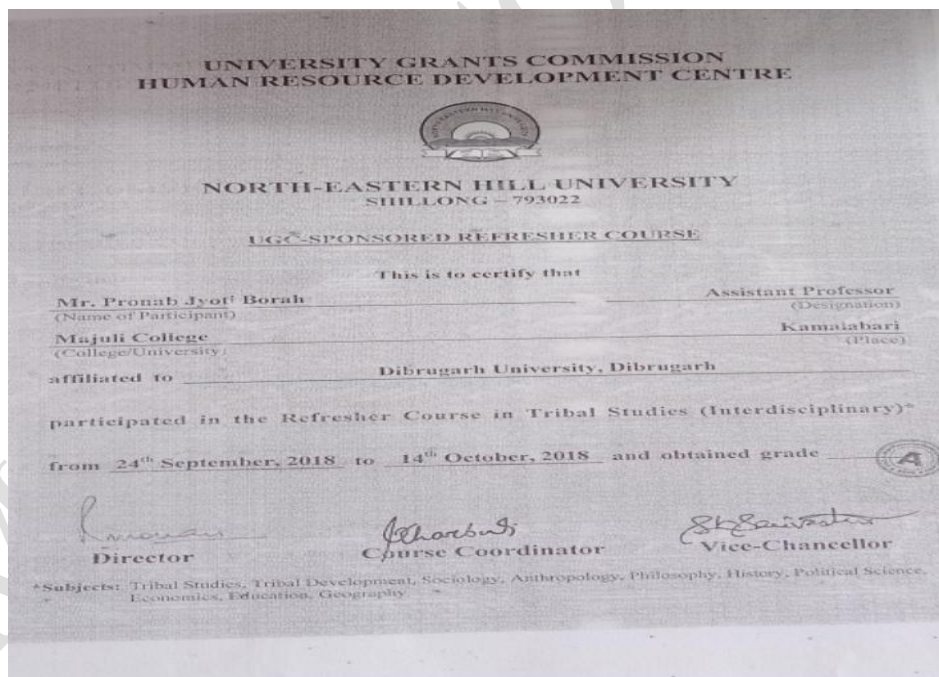 UNIVERSITY GRANTS COMMISSION
HUMAN RESOURCE DEVELOPMENT CENTRE
NORTH-EASTERN HILL UNIVERSITY
SHILLONG – 793022
UGC-SPONSORED REFRESHER COURSE
This is to certify that
Mr. Pronab Jyoti Borah Assistant Professor
(Name of Participant) (Designation)
Majuli College Kamalabari
(College/University) (Place)
affiliated to Dibrugarh University, Dibrugarh
participated in the Refresher Course in Tribal Studies (Interdisciplinary)*
from 24th September, 2018 to 14th October, 2018 and obtained grade A
Director Course Coordinator Vice-Chancellor
*Subjects: Tribal Studies, Tribal Development, Sociology, Anthropology, Philosophy, History, Political Science,
Economics, Education, Geography